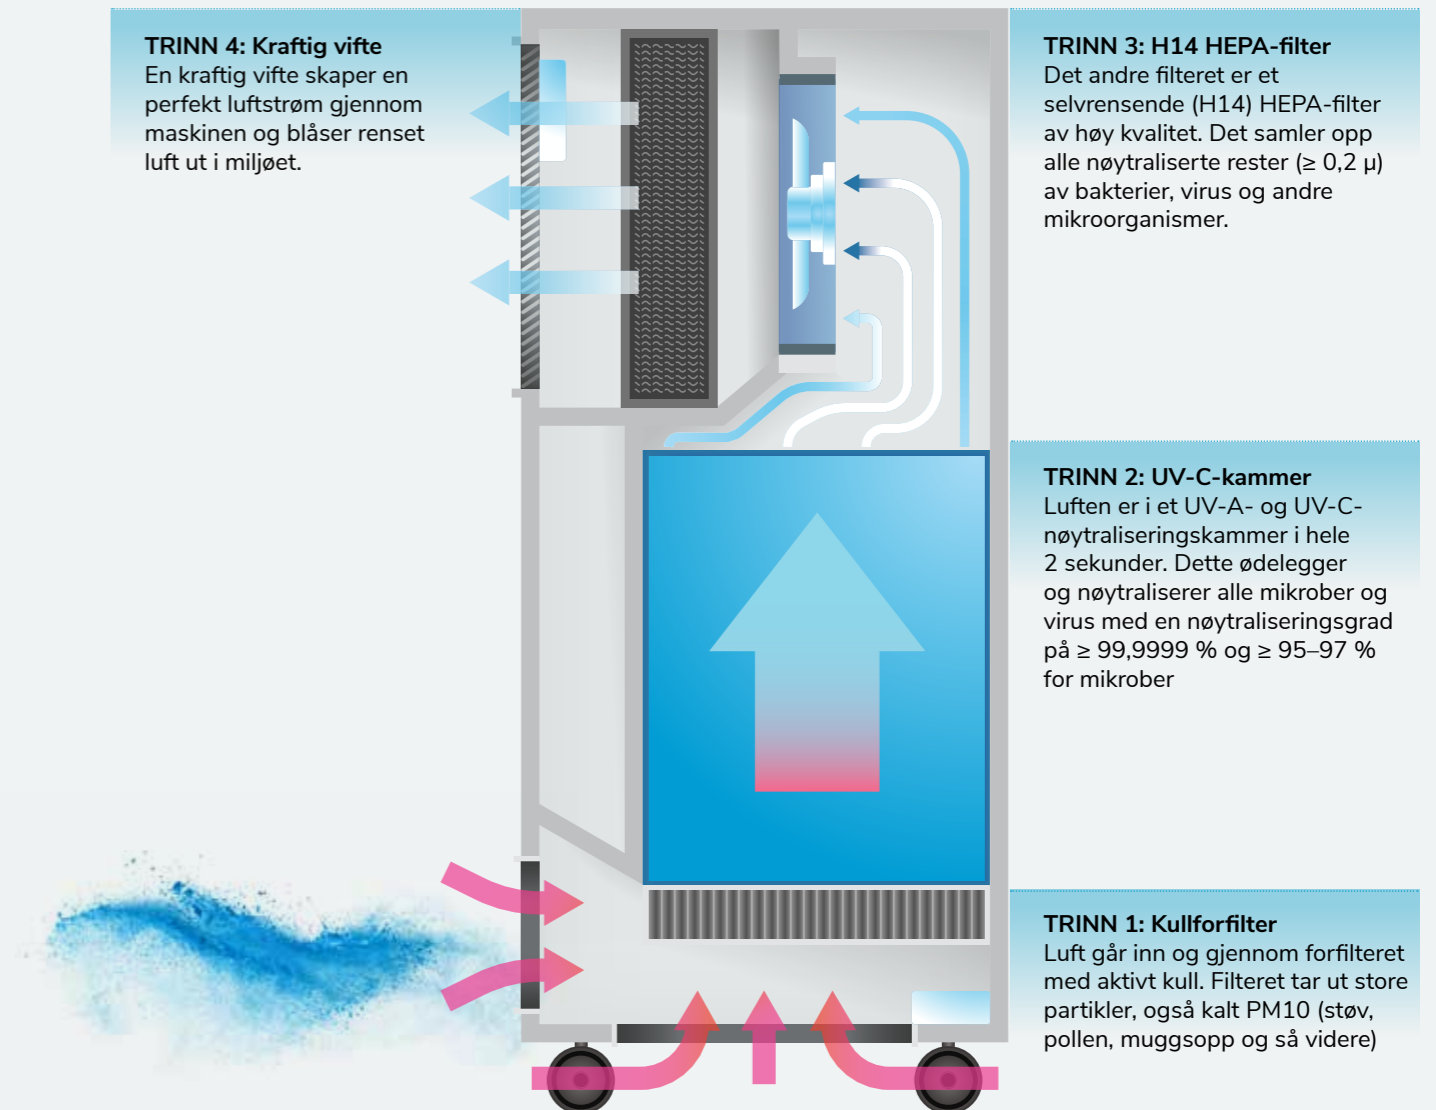 TRINN 4: Kraftig vifte
En kraftig vifte skaper en
perfekt luftstrøm gjennom
maskinen og blåser renset
luft ut i miljøet.
TRINN 3: H14 HEPA-filter
Det andre filteret er et
selvrensende (H14) HEPA-filter
av høy kvalitet. Det samler opp
alle nøytraliserte rester (≥ 0,2 μ)
av bakterier, virus og andre
mikroorganismer.
TRINN 2: UV-C-kammer
Luften er i et UV-A- og UV-C-
nøytraliseringskammer i hele
2 sekunder. Dette ødelegger
og nøytraliserer alle mikrober og
virus med en nøytraliseringsgrad
på ≥ 99,9999 % og ≥ 95–97 %
for mikrober
TRINN 1: Kullforfilter
Luft går inn og gjennom forfilteret
med aktivt kull. Filteret tar ut store
partikler, også kalt PM10 (støv,
pollen, muggsopp og så videre)